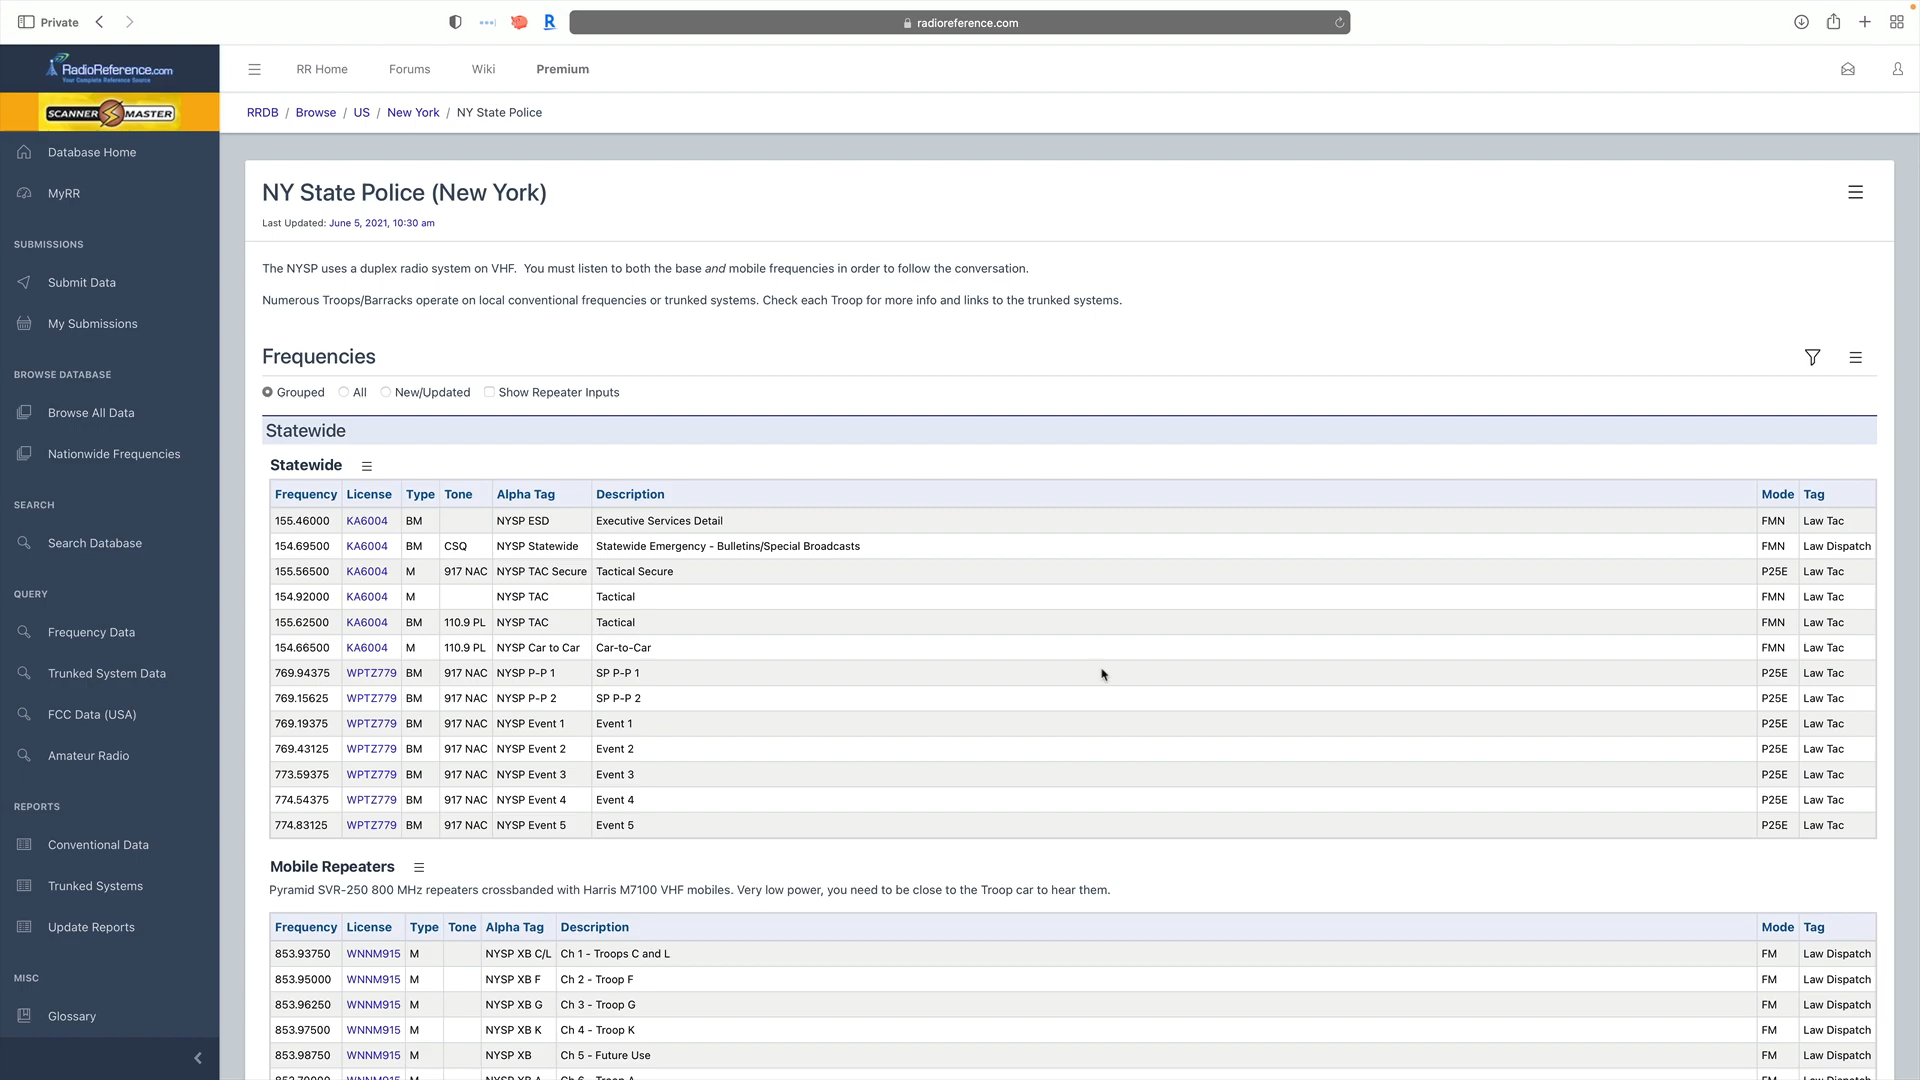 Private
radioreference.com
RadioReference.com
Your Complete Reference Source
RR Home Forums Wiki Premium
SCANNER MASTER
RRDB / Browse / US / New York / NY State Police
Database Home
MyRR
SUBMISSIONS
Submit Data
My Submissions
BROWSE DATABASE
Browse All Data
Nationwide Frequencies
SEARCH
Search Database
QUERY
Frequency Data
Trunked System Data
FCC Data (USA)
Amateur Radio
REPORTS
Conventional Data
Trunked Systems
Update Reports
MISC
Glossary
NY State Police (New York)
Last Updated: June 5, 2021, 10:30 am
The NYSP uses a duplex radio system on VHF. You must listen to both the base and mobile frequencies in order to follow the conversation.
Numerous Troops/Barracks operate on local conventional frequencies or trunked systems. Check each Troop for more info and links to the trunked systems.
Frequencies
Grouped All New/Updated Show Repeater Inputs
Statewide
Statewide
Frequency License Type Tone Alpha Tag Description Mode Tag
155.46000 KA6004 BM NYSP ESD Executive Services Detail FMN Law Tac
154.69500 KA6004 BM CSQ NYSP Statewide Statewide Emergency - Bulletins/Special Broadcasts FMN Law Dispatch
155.56500 KA6004 M 917 NAC NYSP TAC Secure Tactical Secure P25E Law Tac
154.92000 KA6004 M NYSP TAC Tactical FMN Law Tac
155.62500 KA6004 BM 110.9 PL NYSP TAC Tactical FMN Law Tac
154.66500 KA6004 M 110.9 PL NYSP Car to Car Car-to-Car FMN Law Tac
769.94375 WPTZ779 BM 917 NAC NYSP P-P 1 SP P-P 1 P25E Law Tac
769.15625 WPTZ779 BM 917 NAC NYSP P-P 2 SP P-P 2 P25E Law Tac
769.19375 WPTZ779 BM 917 NAC NYSP Event 1 Event 1 P25E Law Tac
769.43125 WPTZ779 BM 917 NAC NYSP Event 2 Event 2 P25E Law Tac
773.59375 WPTZ779 BM 917 NAC NYSP Event 3 Event 3 P25E Law Tac
774.54375 WPTZ779 BM 917 NAC NYSP Event 4 Event 4 P25E Law Tac
774.83125 WPTZ779 BM 917 NAC NYSP Event 5 Event 5 P25E Law Tac
Mobile Repeaters
Pyramid SVR-250 800 MHz repeaters crossbanded with Harris M7100 VHF mobiles. Very low power, you need to be close to the Troop car to hear them.
Frequency License Type Tone Alpha Tag Description Mode Tag
853.93750 WNNM915 M NYSP XB C/L Ch 1 - Troops C and L FM Law Dispatch
853.95000 WNNM915 M NYSP XB F Ch 2 - Troop F FM Law Dispatch
853.96250 WNNM915 M NYSP XB G Ch 3 - Troop G FM Law Dispatch
853.97500 WNNM915 M NYSP XB K Ch 4 - Troop K FM Law Dispatch
853.98750 WNNM915 M NYSP XB Ch 5 - Future Use FM Law Dispatch